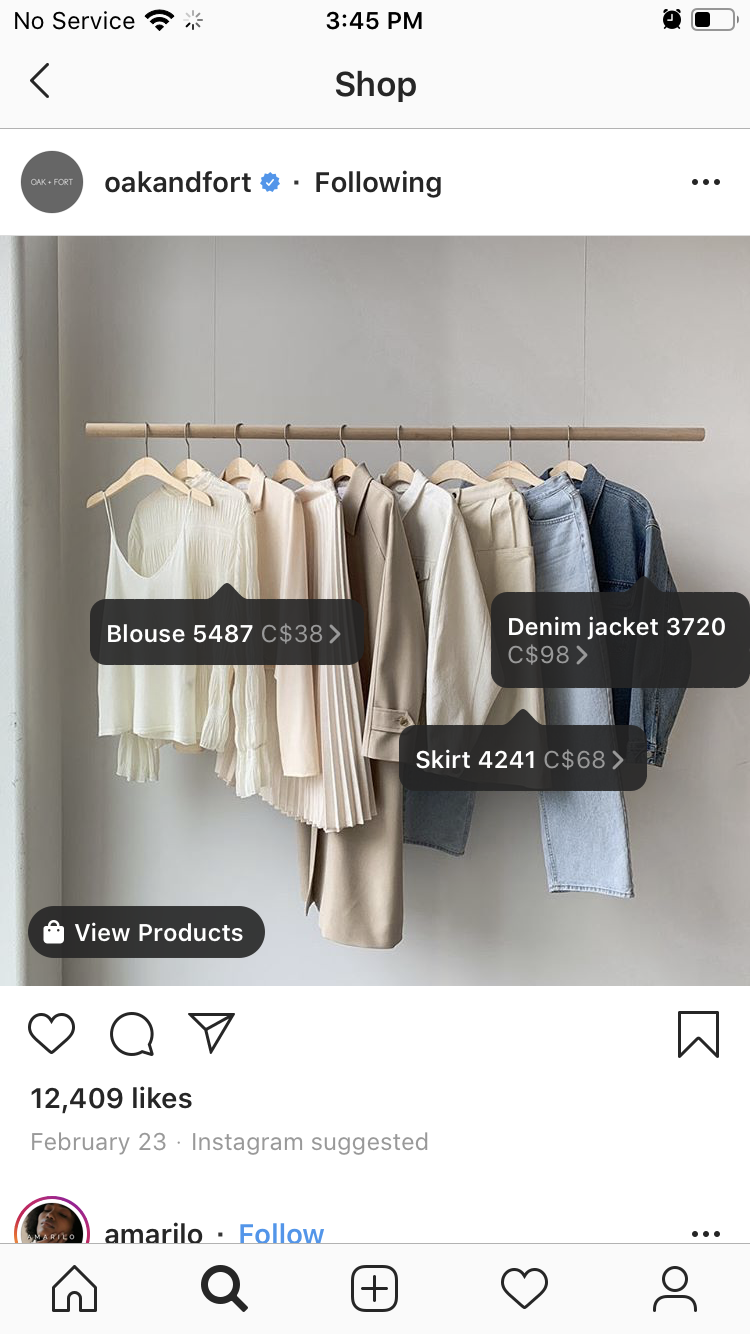 No Service
3:45 PM
Shop
OAK + FORT
oakandfort · Following
Blouse 5487 C$38
Denim jacket 3720
C$98
Skirt 4241 C$68
View Products
12,409 likes
February 23 · Instagram suggested
AMARILO
amarilo · Follow